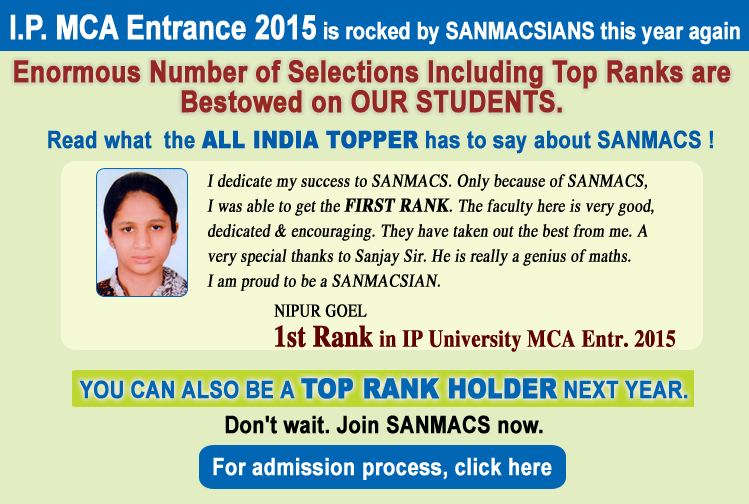 I.P. MCA Entrance 2015 is rocked by SANMACSIANS this year again
Enormous Number of Selections Including Top Ranks are
Bestowed on OUR STUDENTS.
Read what the ALL INDIA TOPPER has to say about SANMACS !
I dedicate my success to SANMACS. Only because of SANMACS,
I was able to get the FIRST RANK. The faculty here is very good,
dedicated & encouraging. They have taken out the best from me. A
very special thanks to Sanjay Sir. He is really a genius of maths.
I am proud to be a SANMACSIAN.
NIPUR GOEL
1st Rank in IP University MCA Entr. 2015
YOU CAN ALSO BE A TOP RANK HOLDER NEXT YEAR.
Don't wait. Join SANMACS now.
For admission process, click here